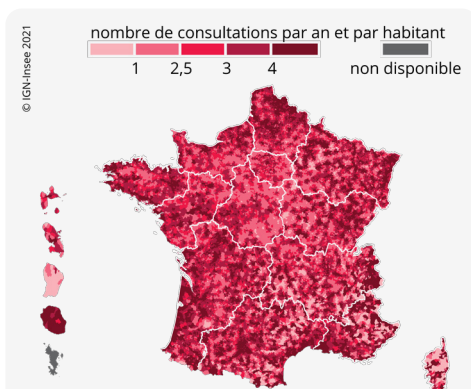 nombre de consultations par an et par habitant
1 2,5 3 4 non disponible
© IGN-Insee 2021